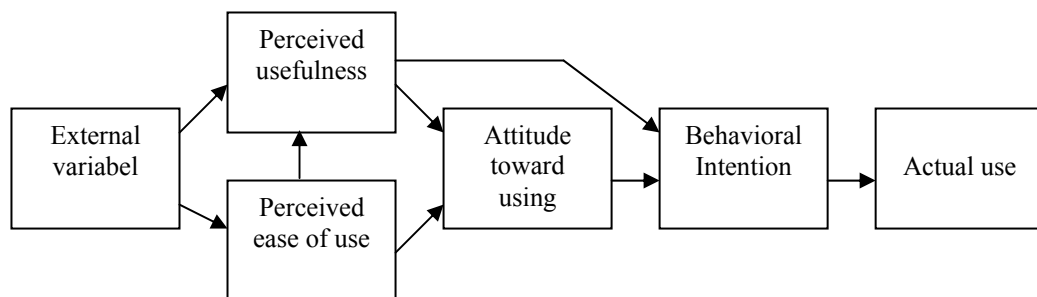 External
variabel
Perceived
usefulness
Perceived
ease of use
Attitude
toward
using
Behavioral
Intention
Actual use